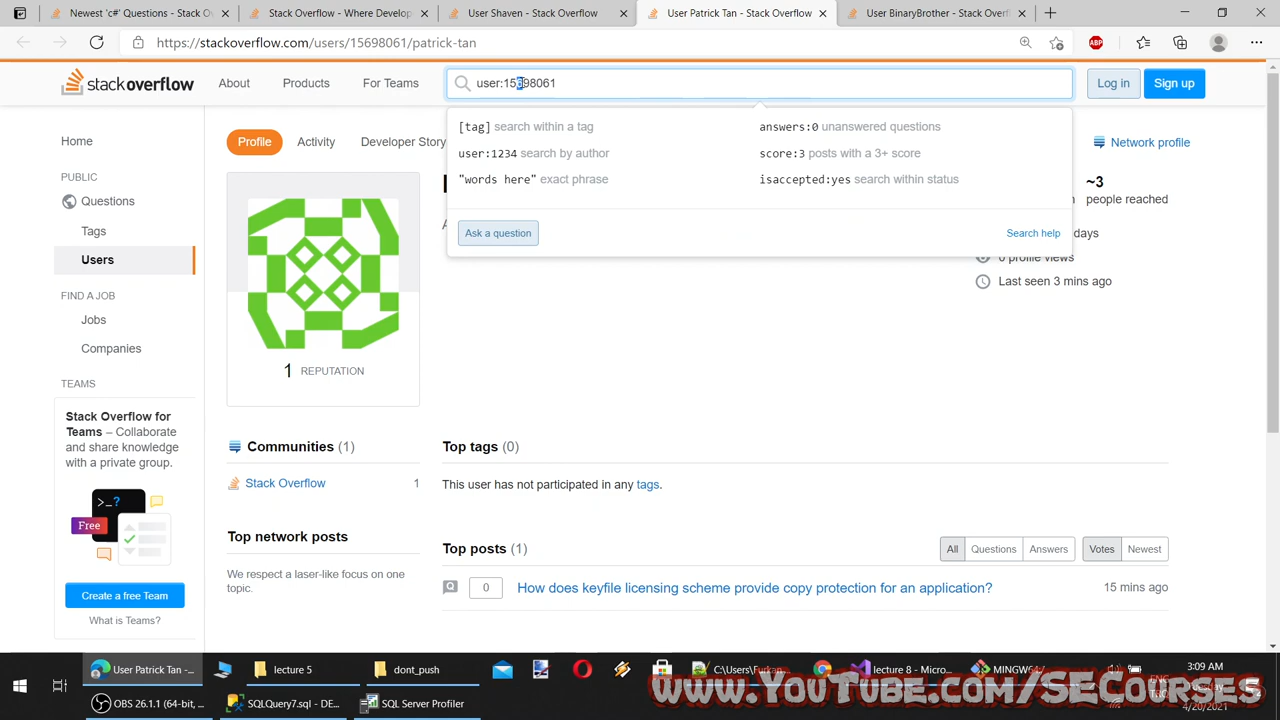 Newest 'c#' Questions - Stack O
Stack Overflow - Where Develop
User Shaven - Stack Overflow
User Patrick Tan - Stack Overflow
User BinaryBrother - Stack Overf
https://stackoverflow.com/users/15698061/patrick-tan
ABP
stackoverflow
About
Products
For Teams
user:15698061
Log in
Sign up
[tag] search within a tag
answers:0 unanswered questions
user:1234 search by author
score:3 posts with a 3+ score
"words here" exact phrase
isaccepted:yes search within status
Ask a question
Search help
Home
PUBLIC
Questions
Tags
Users
FIND A JOB
Jobs
Companies
TEAMS
Stack Overflow for
Teams – Collaborate
and share knowledge
with a private group.
>_?
Free
Create a free Team
What is Teams?
Profile
Activity
Developer Story
Network profile
~3
people reached
days
0 profile views
Last seen 3 mins ago
1 REPUTATION
Communities (1)
Stack Overflow 1
Top network posts
We respect a laser-like focus on one
topic.
Top tags (0)
This user has not participated in any tags.
Top posts (1)
All
Questions
Answers
Votes
Newest
0
How does keyfile licensing scheme provide copy protection for an application?
15 mins ago
User Patrick Tan -...
lecture 5
dont_push
C:\Users\Furkan...
lecture 8 - Micro...
MINGW64:/
3:09 AM
4/20/2021
OBS 26.1.1 (64-bit, ...
SQLQuery7.sql - DE...
SQL Server Profiler
www.YouTube.com/SECourses